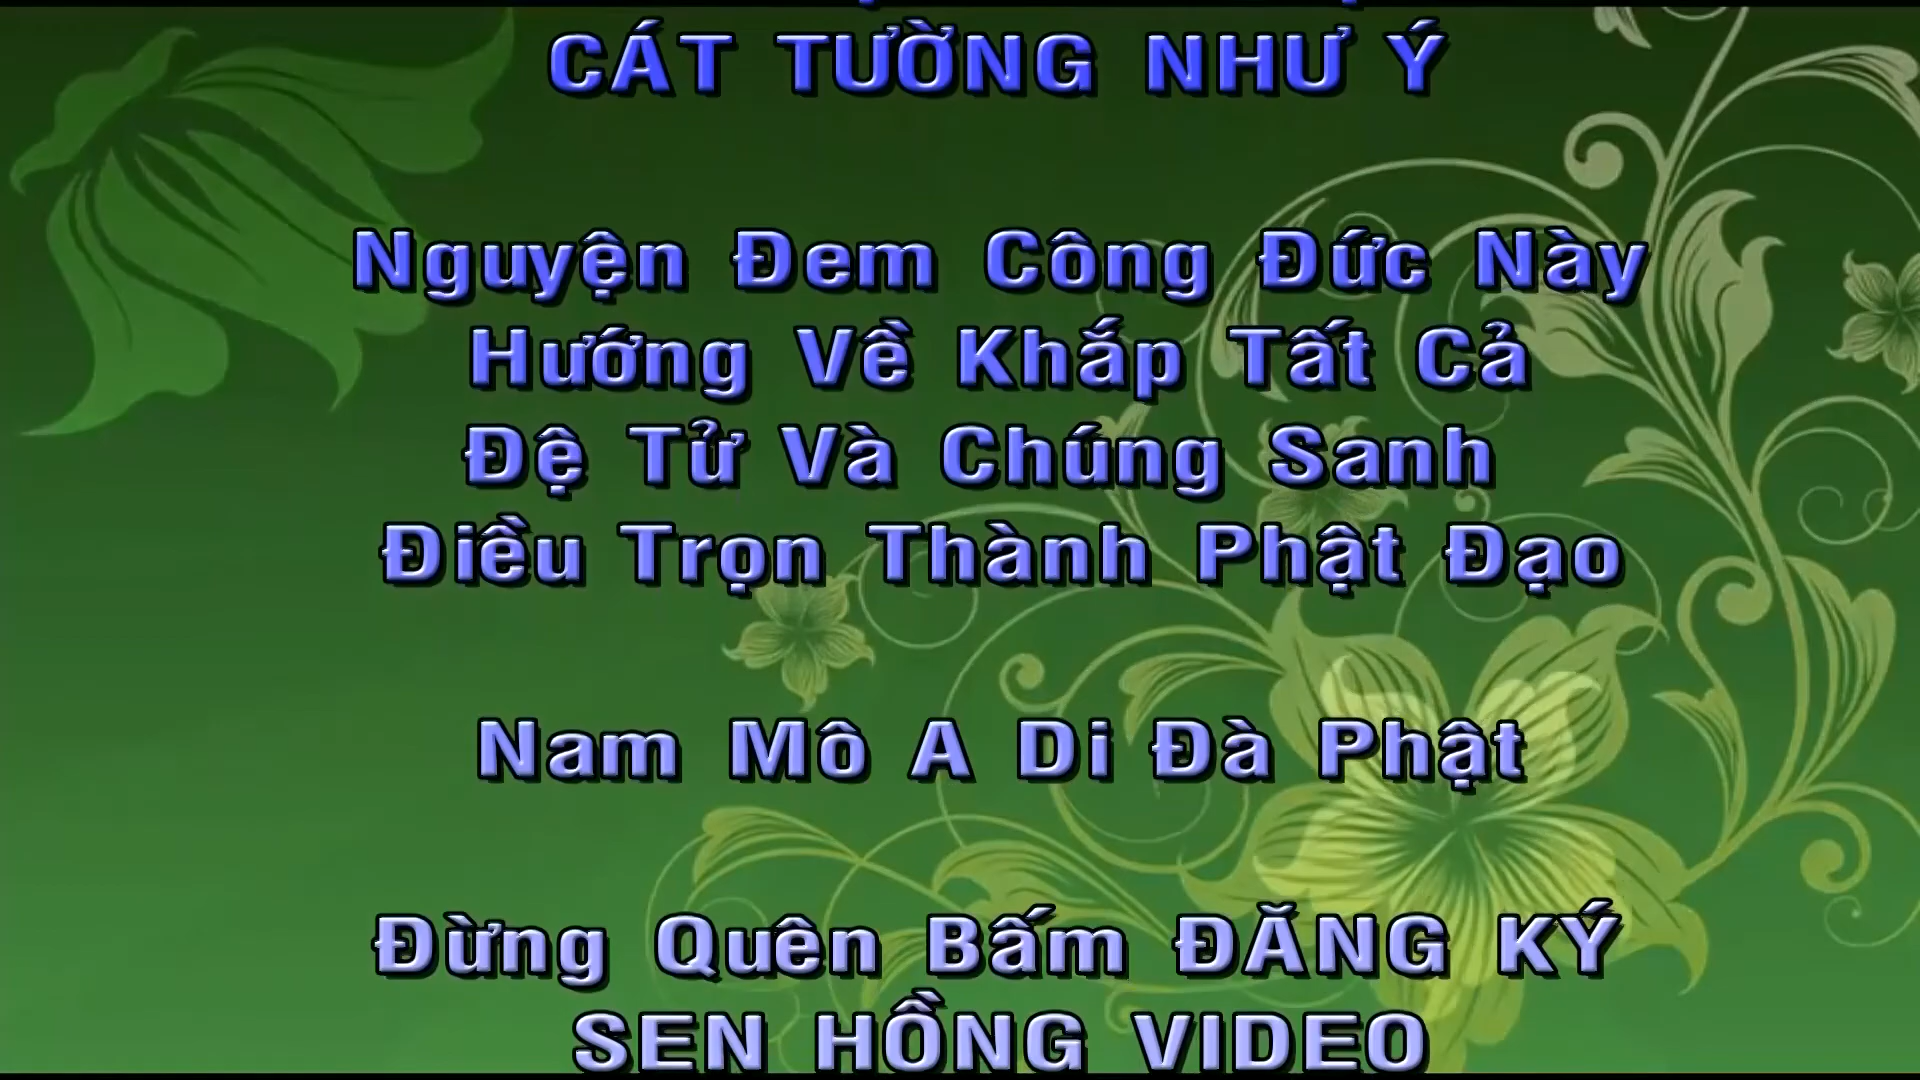 CÁT TƯỜNG NHƯ Ý
Nguyện Đem Công Đức Này
Hướng Về Khắp Tất Cả
Đệ Tử Và Chúng Sanh
Điều Trọn Thành Phật Đạo
Nam Mô A Di Đà Phật
Đừng Quên Bấm ĐĂNG KÝ
SEN HỒNG VIDEO